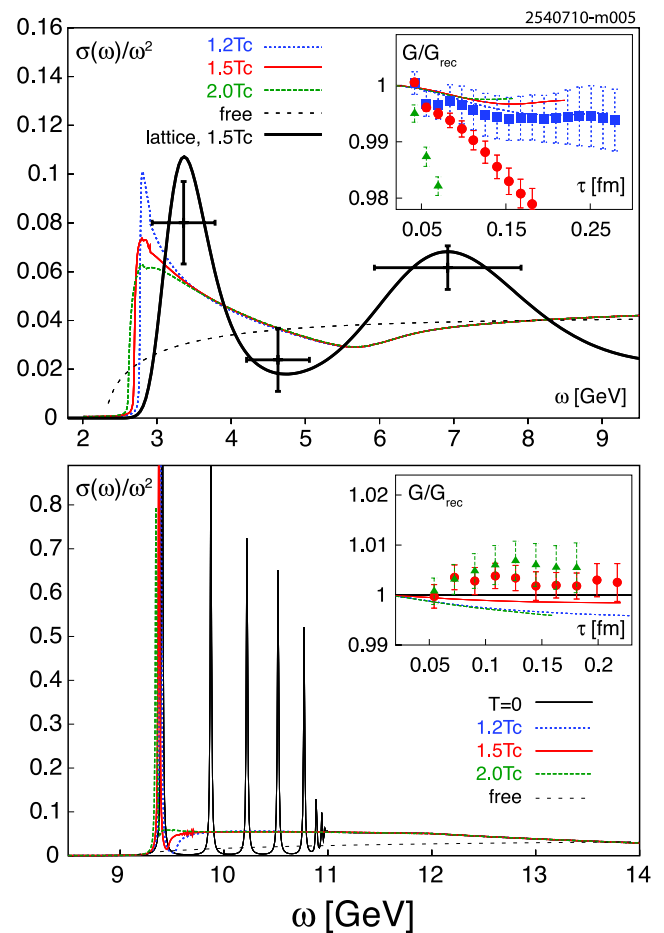 2540710-m005
0.16
0.14
0.12
0.1
0.08
0.06
0.04
0.02
0
σ(ω)/ω²
1.2Tc
1.5Tc
2.0Tc
free
lattice, 1.5Tc
G/Grec
1
0.99
0.98
τ [fm]
0.05 0.15 0.25
ω [GeV]
2 3 4 5 6 7 8 9
0.8
0.7
0.6
0.5
0.4
0.3
0.2
0.1
0
σ(ω)/ω²
G/Grec
1.02
1.01
1
0.99
τ [fm]
0.05 0.1 0.15 0.2
T=0
1.2Tc
1.5Tc
2.0Tc
free
9 10 11 12 13 14
ω [GeV]